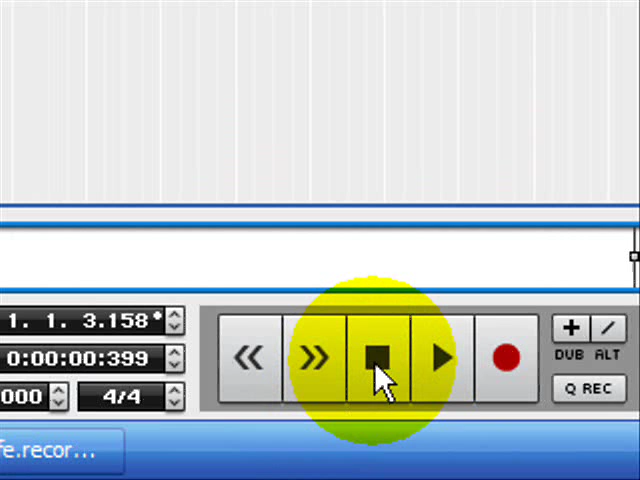 1. 1. 3.158*
0:00:00:399
000 4/4
DUB ALT
Q REC
fe.recor...